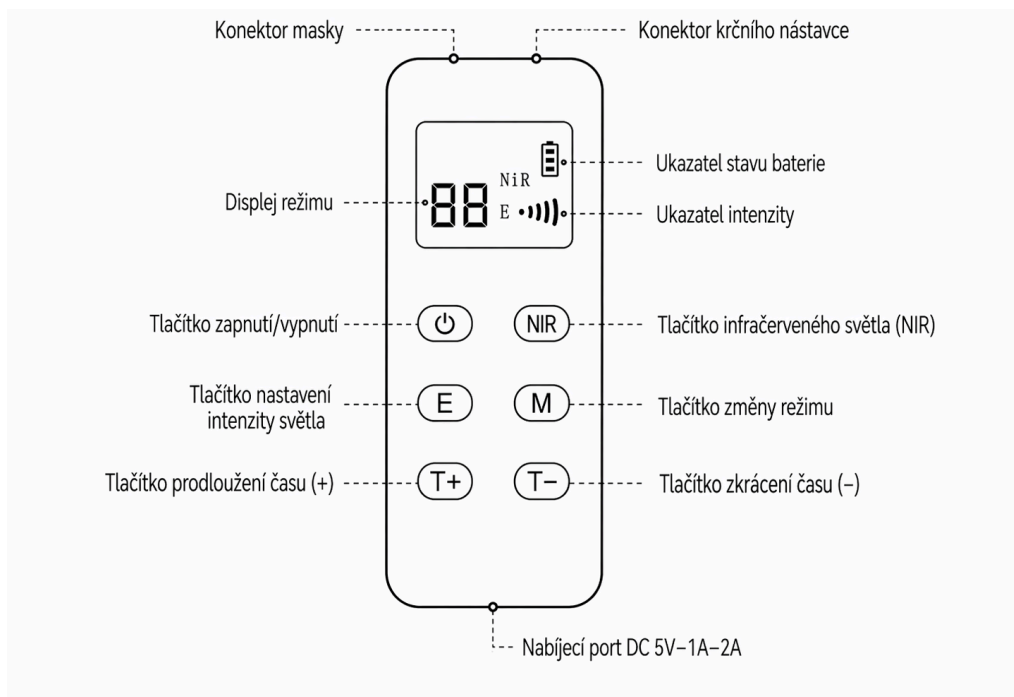 Konektor masky
Konektor krčního nástavce
Ukazatel stavu baterie
NiR
Displej režimu
88
E
Ukazatel intenzity
Tlačítko zapnutí/vypnutí
NIR
Tlačítko infračerveného světla (NIR)
Tlačítko nastavení
intenzity světla
E
M
Tlačítko změny režimu
Tlačítko prodloužení času (+)
T+
T−
Tlačítko zkrácení času (−)
Nabíjecí port DC 5V−1A−2A